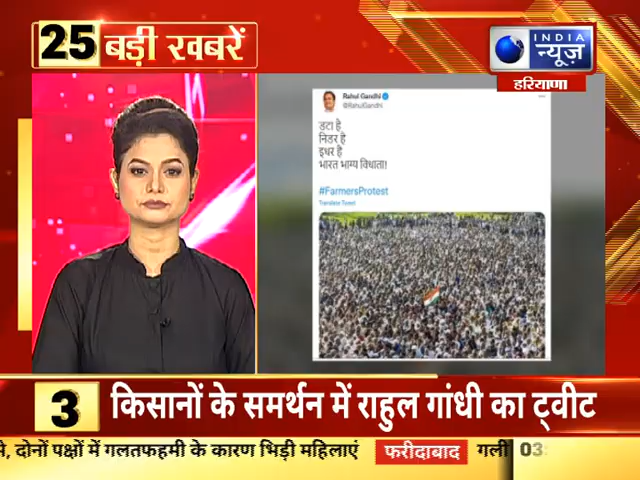 25 बड़ी खबरें
INDIA
न्यूज़
हरियाणा
Rahul Gandhi
@RahulGandhi
डटा है
निडर है
इधर है
भारत भाग्य विधाता!
#FarmersProtest
Translate Tweet
3 किसानों के समर्थन में राहुल गांधी का ट्वीट
से, दोनों पक्षों में गलतफहमी के कारण भिड़ी महिलाएं फरीदाबाद गली